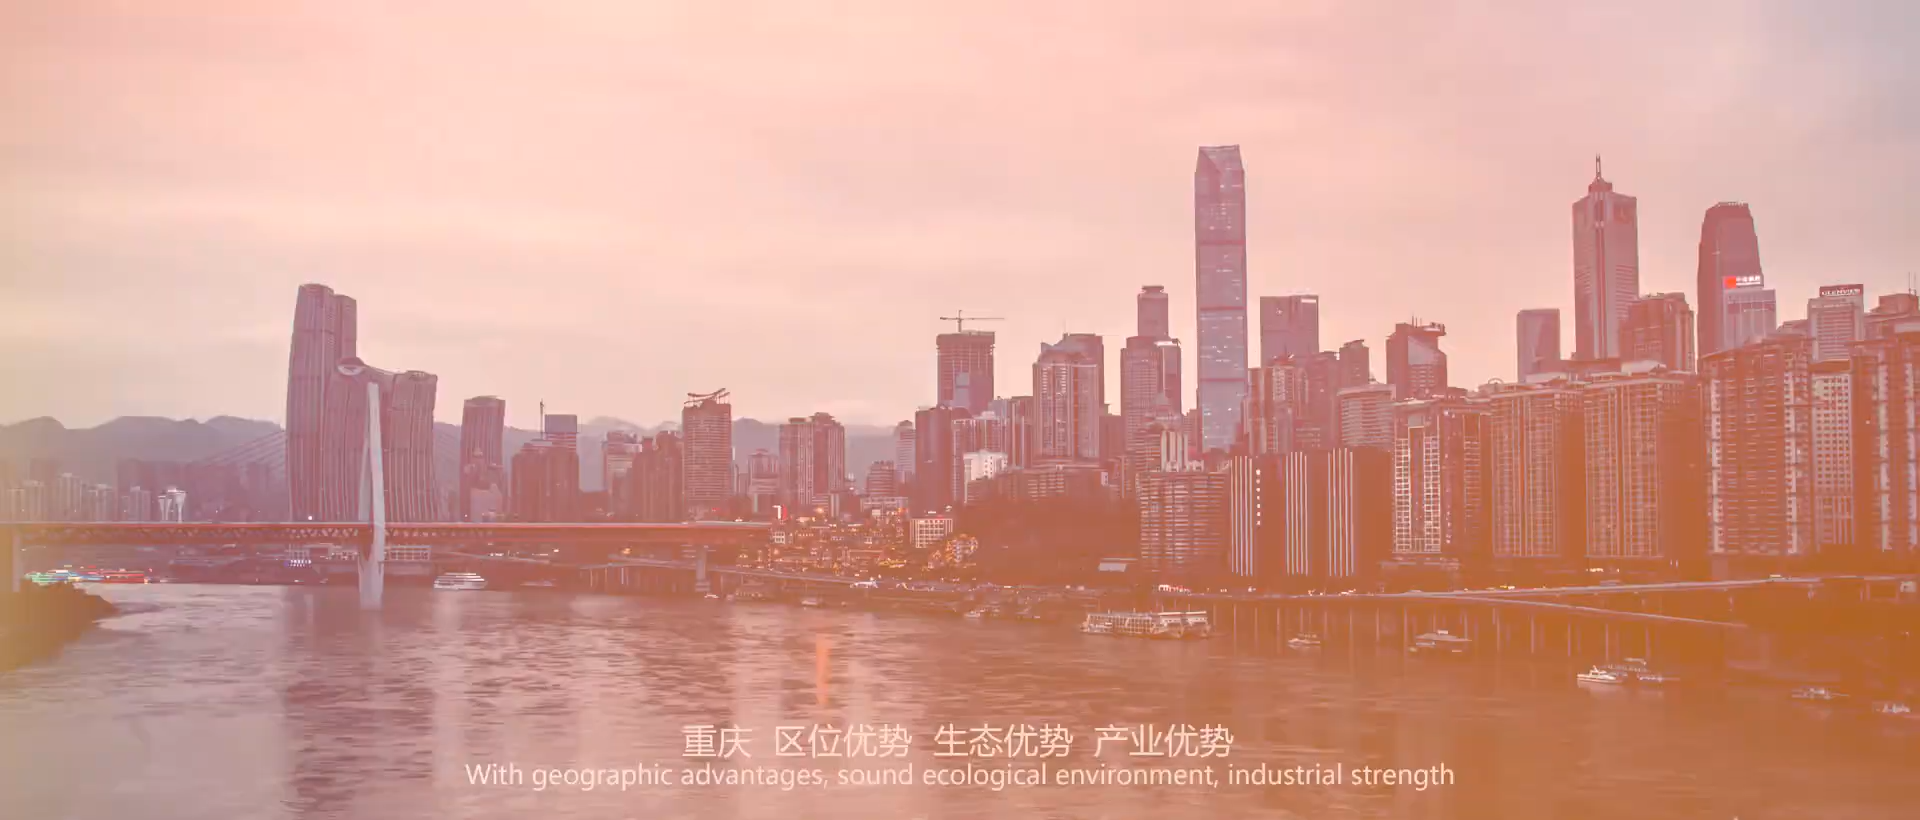 重庆 区位优势 生态优势 产业优势
With geographic advantages, sound ecological environment, industrial strength